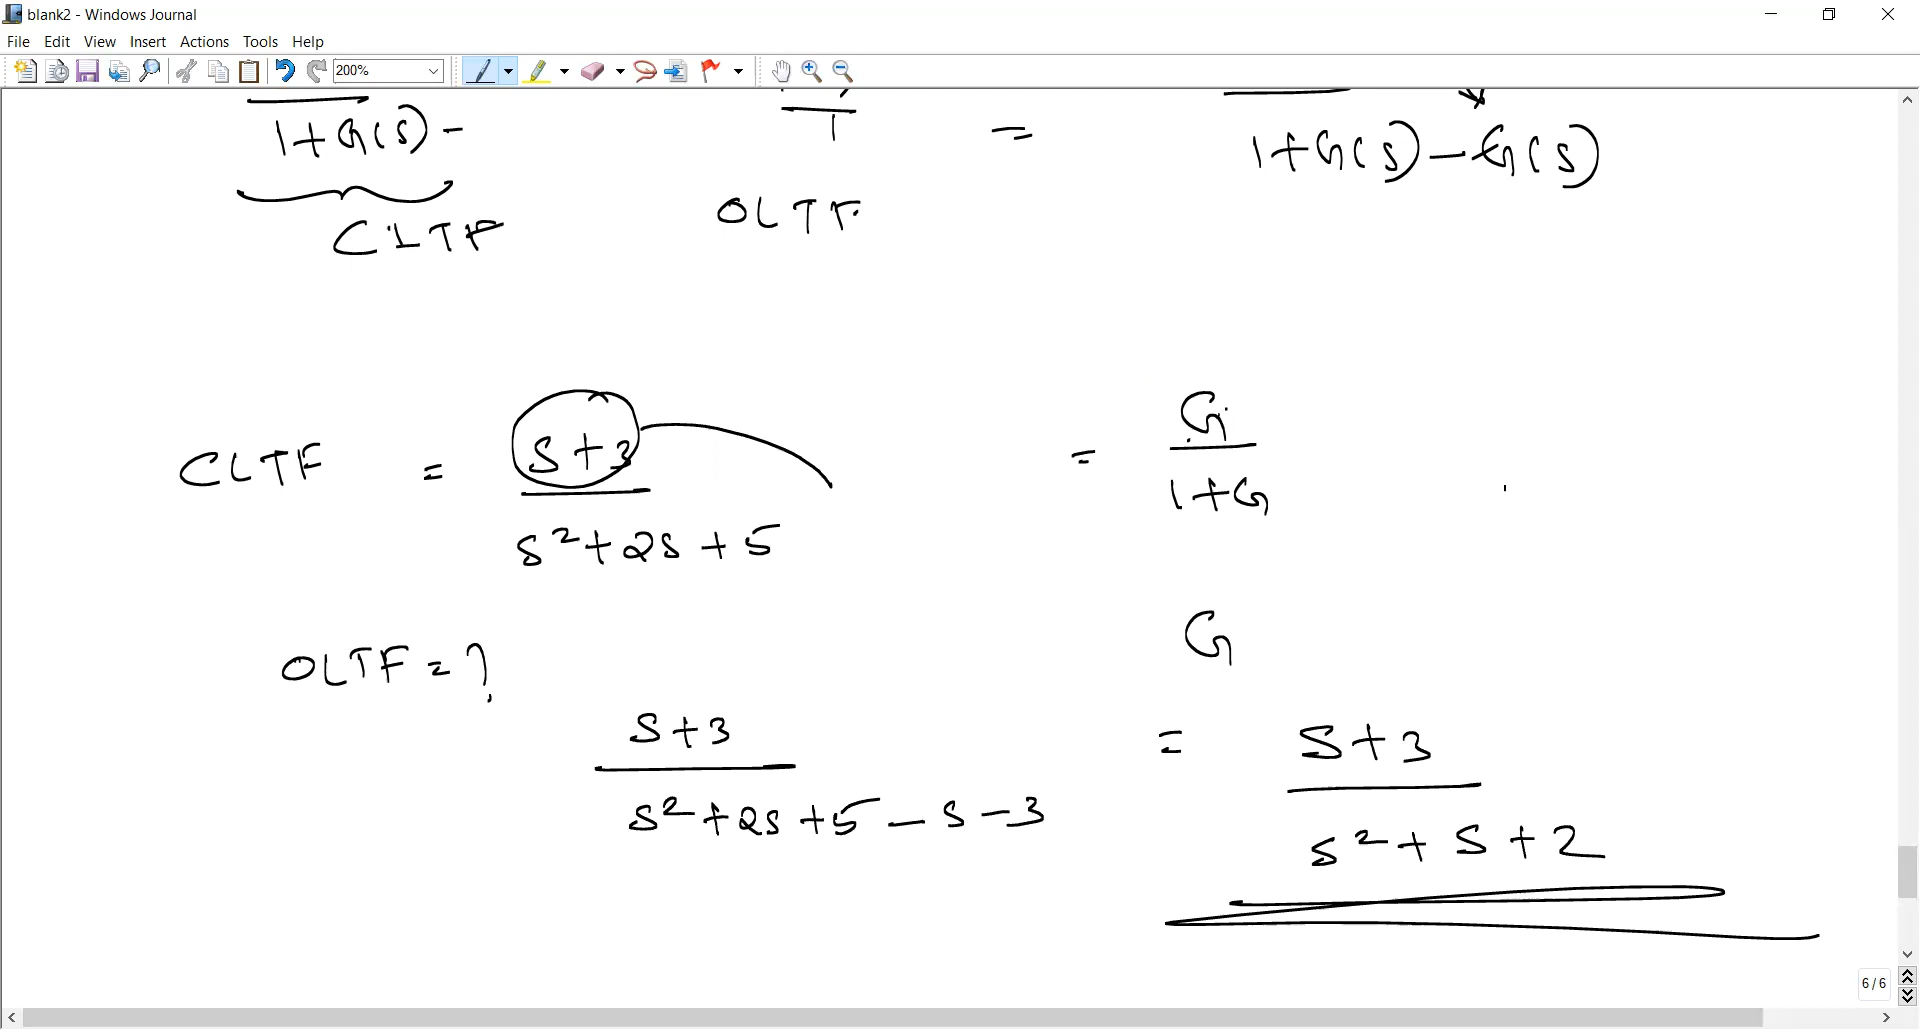 blank2 - Windows Journal
File Edit View Insert Actions Tools Help
200%
1+G(s) -
1
=
1+G(s)-G(s)
CLTF
OLTF
CLTF = s+3 = G
s²+2s+5
1+G
OLTF = ?
G
s+3 = s+3
s²+2s+5-s-3
s²+s+2
6 / 6